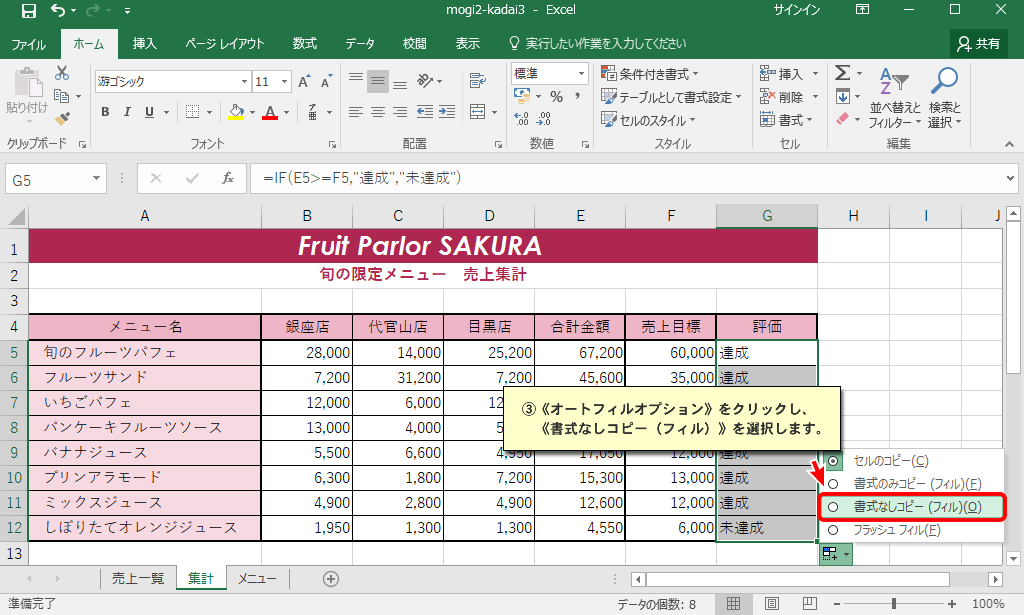 mogi2-kadai3 - Excel
サインイン
ファイル ホーム 挿入 ページ レイアウト 数式 データ 校閲 表示 実行したい作業を入力してください 共有
貼り付け
游ゴシック 11
B I U
標準
%
条件付き書式
テーブルとして書式設定
セルのスタイル
挿入
削除
書式
並べ替えと
フィルター
検索と
選択
クリップボード フォント 配置 数値 スタイル セル 編集
G5 fx =IF(E5>=F5,"達成","未達成")
A B C D E F G H I J
1 Fruit Parlor SAKURA
2 旬の限定メニュー 売上集計
3
4 メニュー名 銀座店 代官山店 目黒店 合計金額 売上目標 評価
5 旬のフルーツパフェ 28,000 14,000 25,200 67,200 60,000 達成
6 フルーツサンド 7,200 31,200 7,200 45,600 35,000 達成
7 いちごパフェ 12,000 6,000
8 パンケーキフルーツソース 13,000 4,000
③《オートフィルオプション》をクリックし、
《書式なしコピー（フィル）》を選択します。
9 バナナジュース 5,500 6,600 4,950 17,050 12,000 達成
10 プリンアラモード 6,300 1,800 7,200 15,300 13,000 達成
11 ミックスジュース 4,900 2,800 4,900 12,600 12,000 達成
12 しぼりたてオレンジジュース 1,950 1,300 1,300 4,550 6,000 未達成
13
セルのコピー(C)
書式のみコピー (フィル)(F)
書式なしコピー (フィル)(O)
フラッシュ フィル(F)
売上一覧 集計 メニュー
準備完了 データの個数: 8 100%